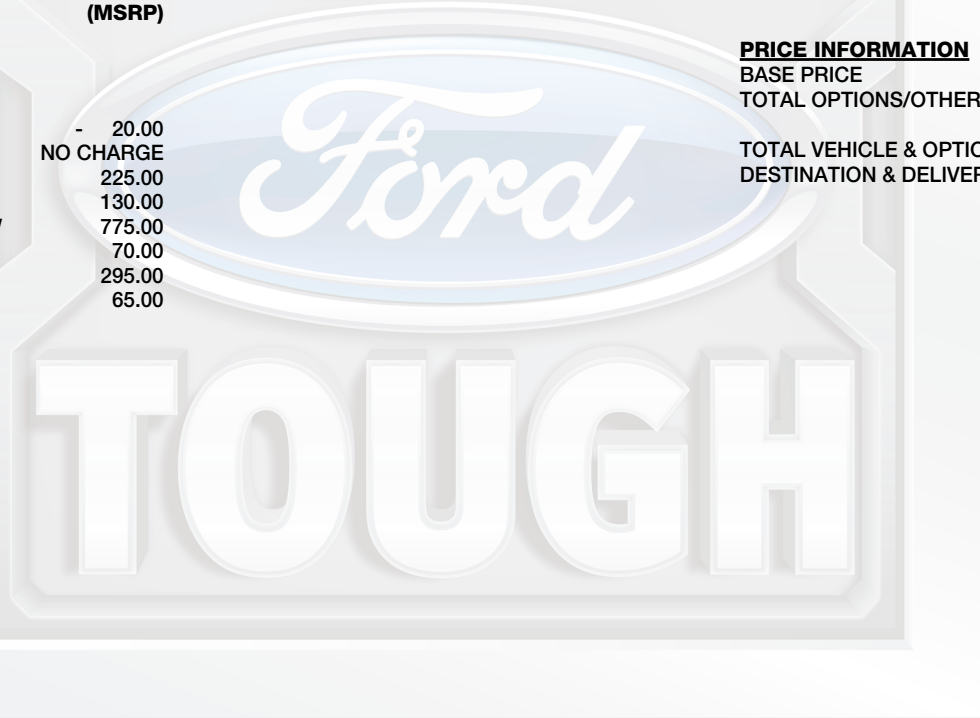 (MSRP)
- 20.00
NO CHARGE
225.00
130.00
775.00
70.00
295.00
65.00
PRICE INFORMATION
BASE PRICE
TOTAL OPTIONS/OTHER
TOTAL VEHICLE & OPTIO
DESTINATION & DELIVER
Ford
TOUGH